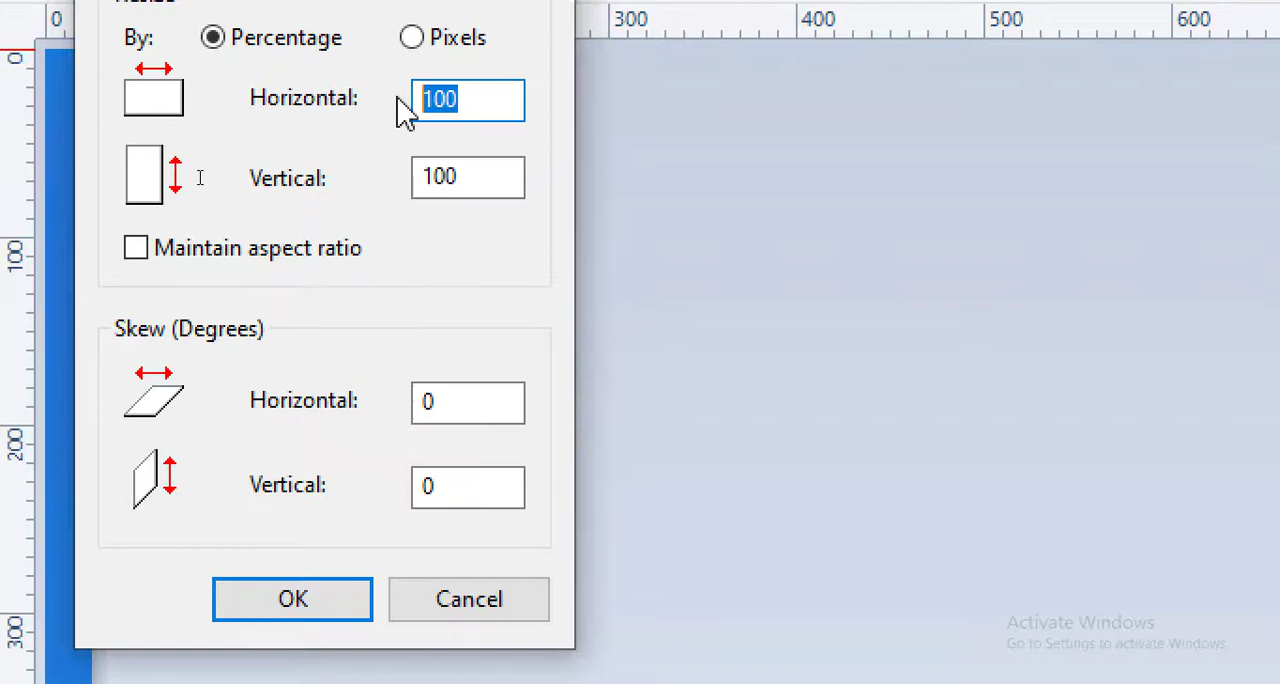 0 300 400 500 600
By: Percentage Pixels
Horizontal: 100
Vertical: 100
Maintain aspect ratio
Skew (Degrees)
Horizontal: 0
Vertical: 0
OK Cancel
0
100
200
300
Activate Windows
Go to Settings to activate Windows.